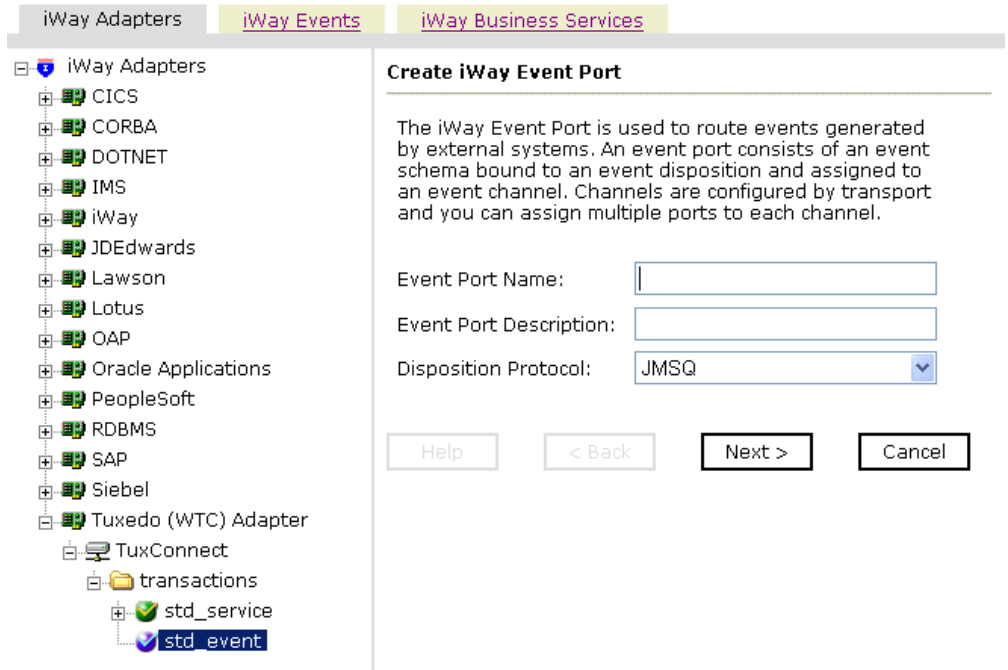 iWay Adapters
iWay Events
iWay Business Services
iWay Adapters
CICS
CORBA
DOTNET
IMS
iWay
JDEdwards
Lawson
Lotus
OAP
Oracle Applications
PeopleSoft
RDBMS
SAP
Siebel
Tuxedo (WTC) Adapter
TuxConnect
transactions
std_service
std_event
Create iWay Event Port
The iWay Event Port is used to route events generated
by external systems. An event port consists of an event
schema bound to an event disposition and assigned to
an event channel. Channels are configured by transport
and you can assign multiple ports to each channel.
Event Port Name:
Event Port Description:
Disposition Protocol:
JMSQ
Help
< Back
Next >
Cancel